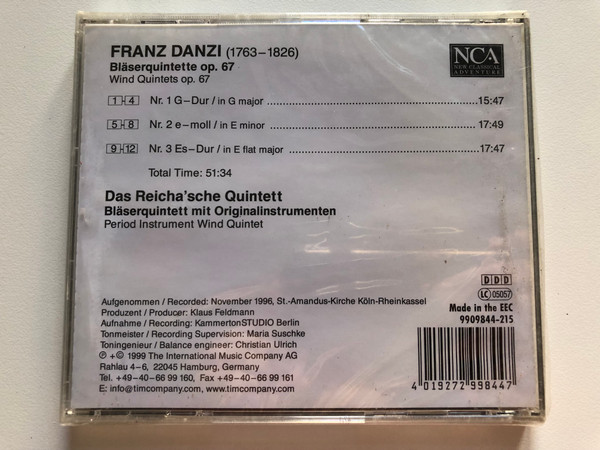 FRANZ DANZI (1763–1826)
Bläserquintette op. 67
Wind Quintets op. 67
NCA
NEW CLASSICAL
ADVENTURE
1-4 Nr. 1 G–Dur / in G major 15:47
5-8 Nr. 2 e–moll / in E minor 17:49
9-12 Nr. 3 Es–Dur / in E flat major 17:47
Total Time: 51:34
Das Reicha'sche Quintett
Bläserquintett mit Originalinstrumenten
Period Instrument Wind Quintet
DDD
LC 05057
Made in the EEC
9909844-215
Aufgenommen / Recorded: November 1996, St.-Amandus-Kirche Köln-Rheinkassel
Produzent / Producer: Klaus Feldmann
Aufnahme / Recording: KammertonSTUDIO Berlin
Tonmeister / Recording Supervision: Maria Suschke
Toningenieur / Balance engineer: Christian Ulrich
℗ + © 1999 The International Music Company AG
Rahlau 4–6, 22045 Hamburg, Germany
Tel. +49-40-66 99 160, Fax +49-40-66 99 161
E: info@timcompany.com, www.timcompany.com
4 019272 998447